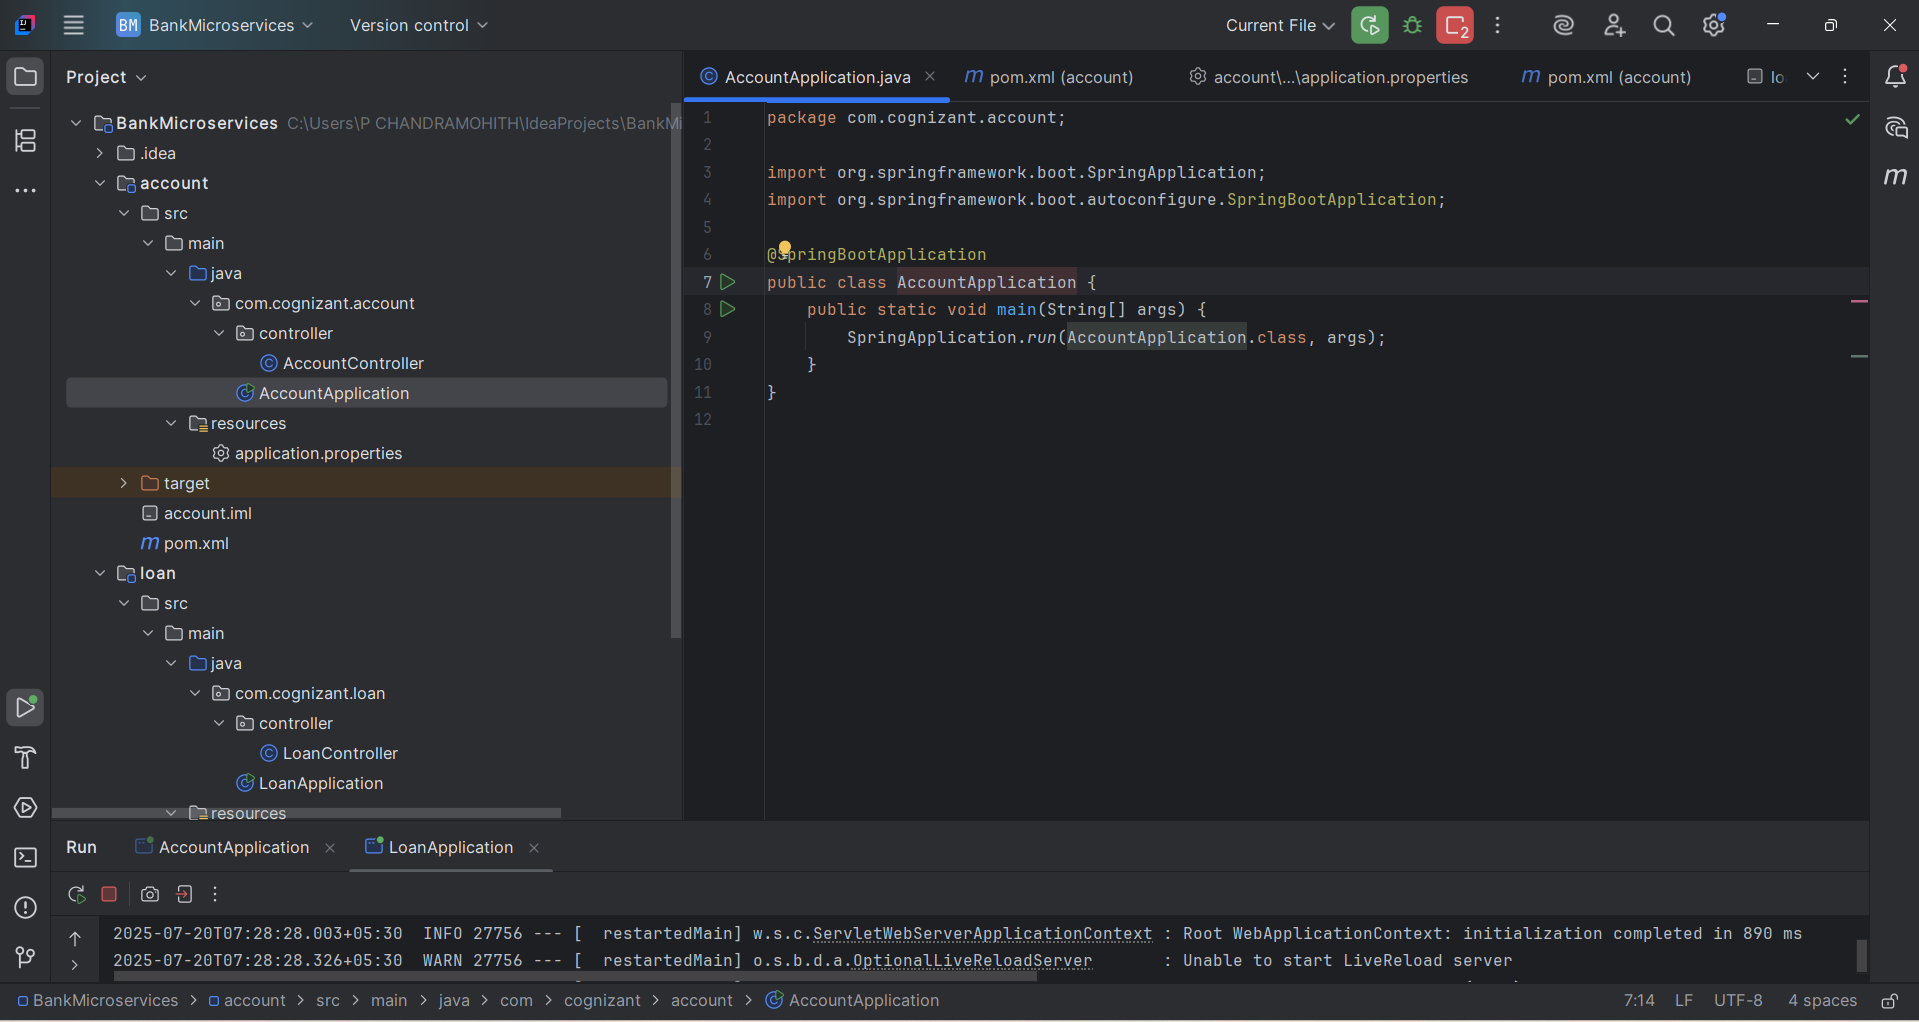 BM BankMicroservices Version control Current File 2
Project
AccountApplication.java pom.xml (account) account\...\application.properties pom.xml (account) lo
BankMicroservices C:\Users\P CHANDRAMOHITH\IdeaProjects\BankMi
.idea
account
src
main
java
com.cognizant.account
controller
AccountController
AccountApplication
resources
application.properties
target
account.iml
m pom.xml
loan
src
main
java
com.cognizant.loan
controller
LoanController
LoanApplication
resources
1 package com.cognizant.account;
2
3 import org.springframework.boot.SpringApplication;
4 import org.springframework.boot.autoconfigure.SpringBootApplication;
5
6 @SpringBootApplication
7 public class AccountApplication {
8 public static void main(String[] args) {
9 SpringApplication.run(AccountApplication.class, args);
10 }
11 }
12
Run AccountApplication LoanApplication
2025-07-20T07:28:28.003+05:30 INFO 27756 --- [ restartedMain] w.s.c.ServletWebServerApplicationContext : Root WebApplicationContext: initialization completed in 890 ms
2025-07-20T07:28:28.326+05:30 WARN 27756 --- [ restartedMain] o.s.b.d.a.OptionalLiveReloadServer : Unable to start LiveReload server
BankMicroservices > account > src > main > java > com > cognizant > account > AccountApplication 7:14 LF UTF-8 4 spaces